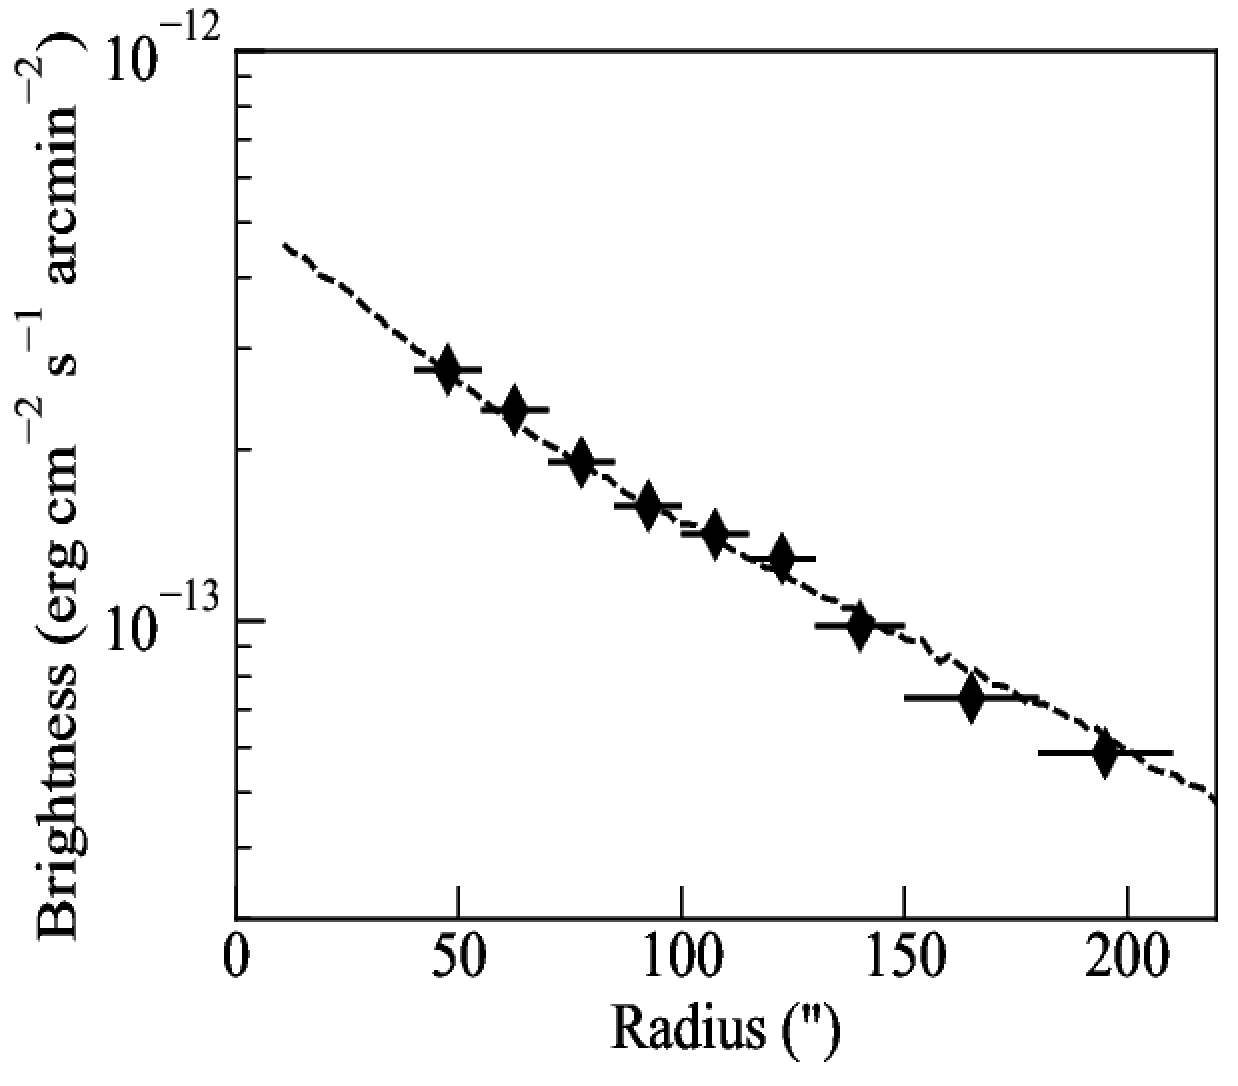 Brightness (erg cm⁻² s⁻¹ arcmin⁻²)
10⁻¹²
10⁻¹³
0 50 100 150 200
Radius (")